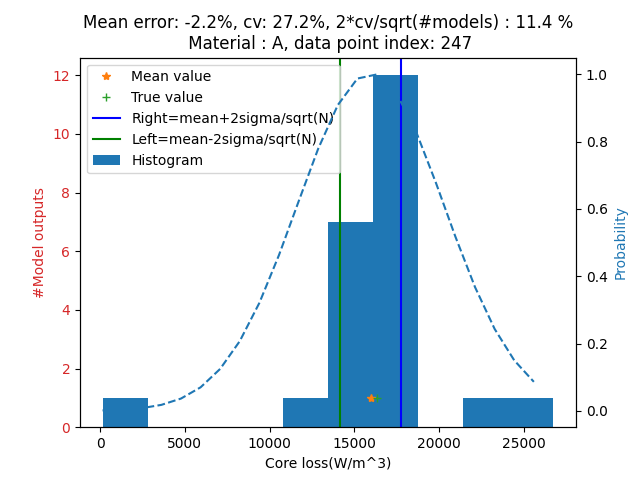 Mean error: -2.2%, cv: 27.2%, 2*cv/sqrt(#models) : 11.4 %
Material : A, data point index: 247
Mean value
True value
Right=mean+2sigma/sqrt(N)
Left=mean-2sigma/sqrt(N)
Histogram
#Model outputs
12
10
8
6
4
2
0
1.0
0.8
0.6
0.4
0.2
0.0
Probability
0 5000 10000 15000 20000 25000
Core loss(W/m^3)